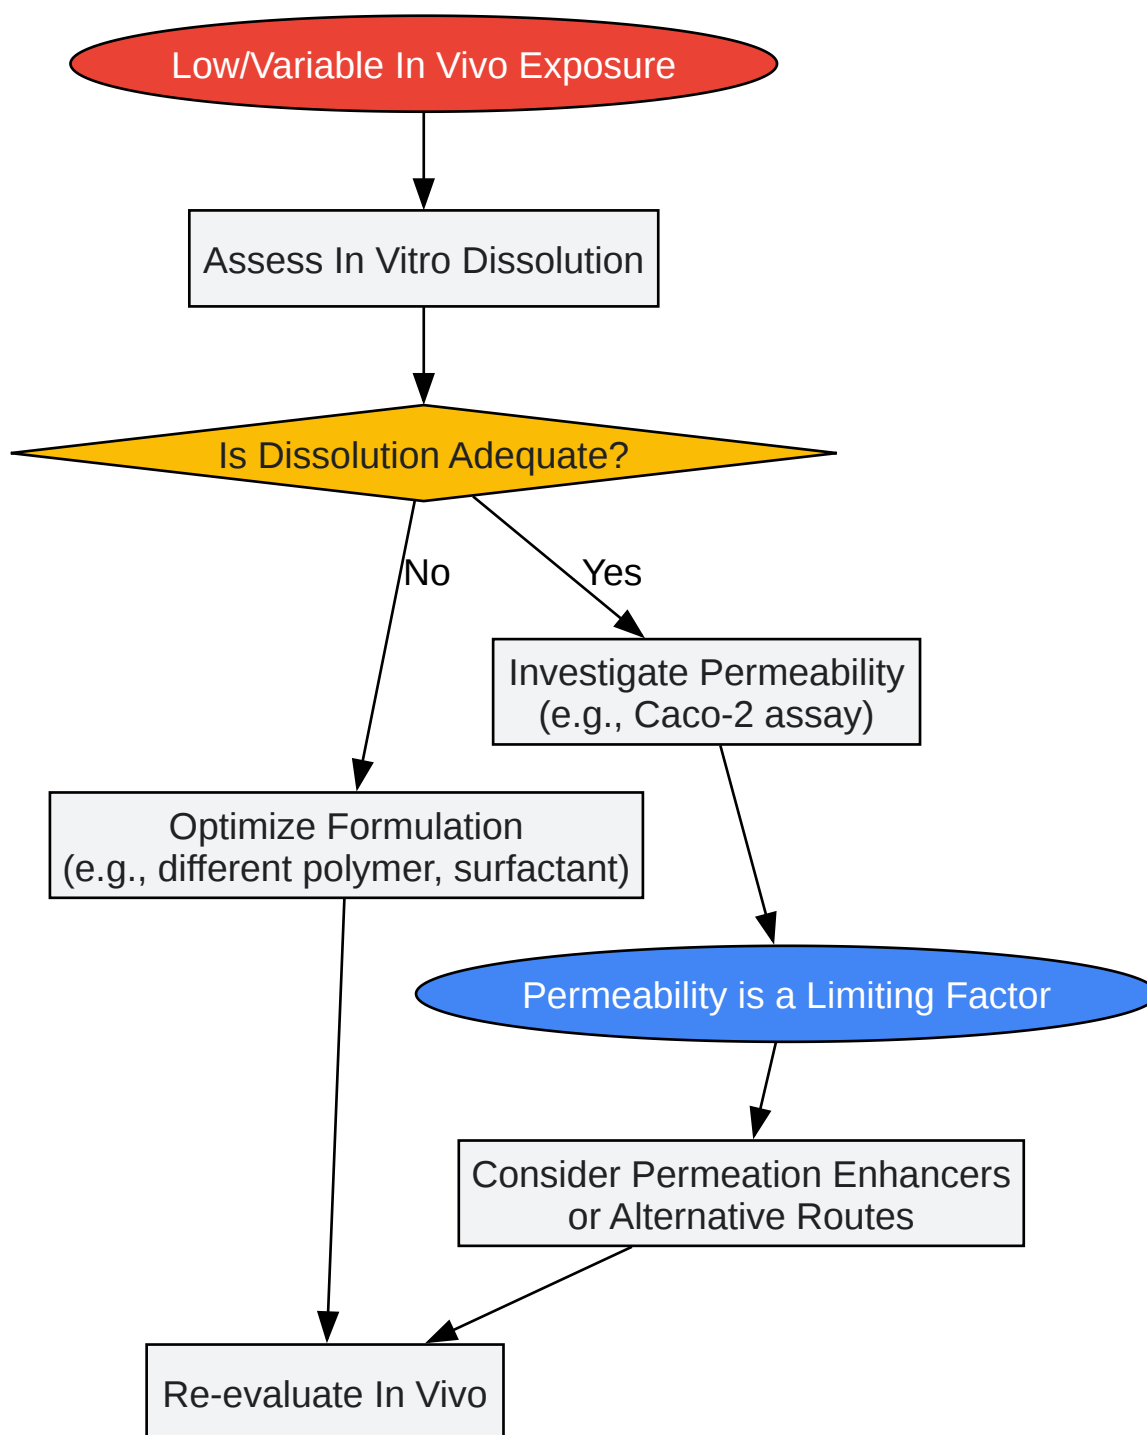 Low/Variable In Vivo Exposure
Assess In Vitro Dissolution
Is Dissolution Adequate?
No
Yes
Investigate Permeability
(e.g., Caco-2 assay)
Optimize Formulation
(e.g., different polymer, surfactant)
Permeability is a Limiting Factor
Consider Permeation Enhancers
or Alternative Routes
Re-evaluate In Vivo